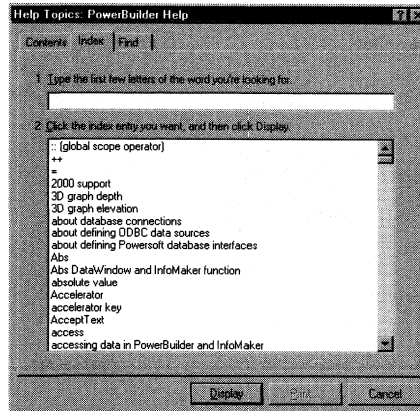 Help Topics: PowerBuilder Help
Contents Index Find
1 Type the first few letters of the word you're looking for.
2 Click the index entry you want, and then click Display.
:: (global scope operator)
++
=
2000 support
3D graph depth
3D graph elevation
about database connections
about defining ODBC data sources
about defining Powersoft database interfaces
Abs
Abs DataWindow and InfoMaker function
absolute value
Accelerator
accelerator key
AcceptText
access
accessing data in PowerBuilder and InfoMaker
Display Print... Cancel